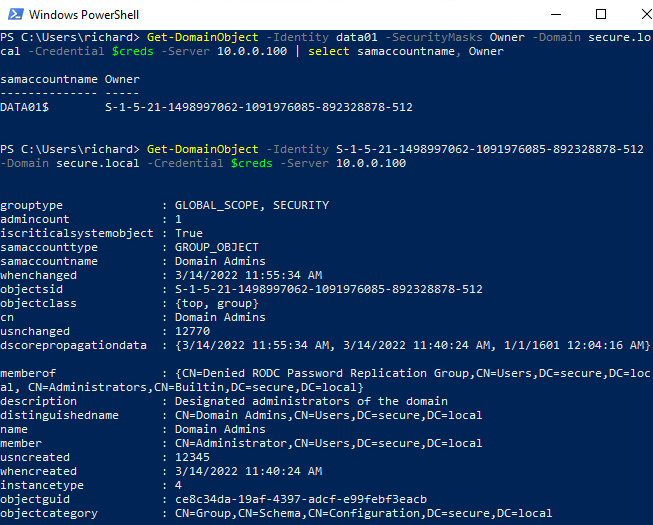 Windows PowerShell
PS C:\Users\richard> Get-DomainObject -Identity data01 -SecurityMasks Owner -Domain secure.lo
cal -Credential $creds -Server 10.0.0.100 | select samaccountname, Owner
samaccountname Owner
-------------- -----
DATA01$        S-1-5-21-1498997062-1091976085-892328878-512
PS C:\Users\richard> Get-DomainObject -Identity S-1-5-21-1498997062-1091976085-892328878-512
-Domain secure.local -Credential $creds -Server 10.0.0.100
grouptype             : GLOBAL_SCOPE, SECURITY
admincount            : 1
iscriticalsystemobject : True
samaccounttype        : GROUP_OBJECT
samaccountname        : Domain Admins
whenchanged           : 3/14/2022 11:55:34 AM
objectsid             : S-1-5-21-1498997062-1091976085-892328878-512
objectclass           : {top, group}
cn                    : Domain Admins
usnchanged            : 12770
dscorepropagationdata : {3/14/2022 11:55:34 AM, 3/14/2022 11:40:24 AM, 1/1/1601 12:04:16 AM}
memberof              : {CN=Denied RODC Password Replication Group,CN=Users,DC=secure,DC=loc
al, CN=Administrators,CN=Builtin,DC=secure,DC=local}
description           : Designated administrators of the domain
distinguishedname     : CN=Domain Admins,CN=Users,DC=secure,DC=local
name                  : Domain Admins
member                : CN=Administrator,CN=Users,DC=secure,DC=local
usncreated            : 12345
whencreated           : 3/14/2022 11:40:24 AM
instancetype          : 4
objectguid            : ce8c34da-19af-4397-adcf-e99febf3eacb
objectcategory        : CN=Group,CN=Schema,CN=Configuration,DC=secure,DC=local